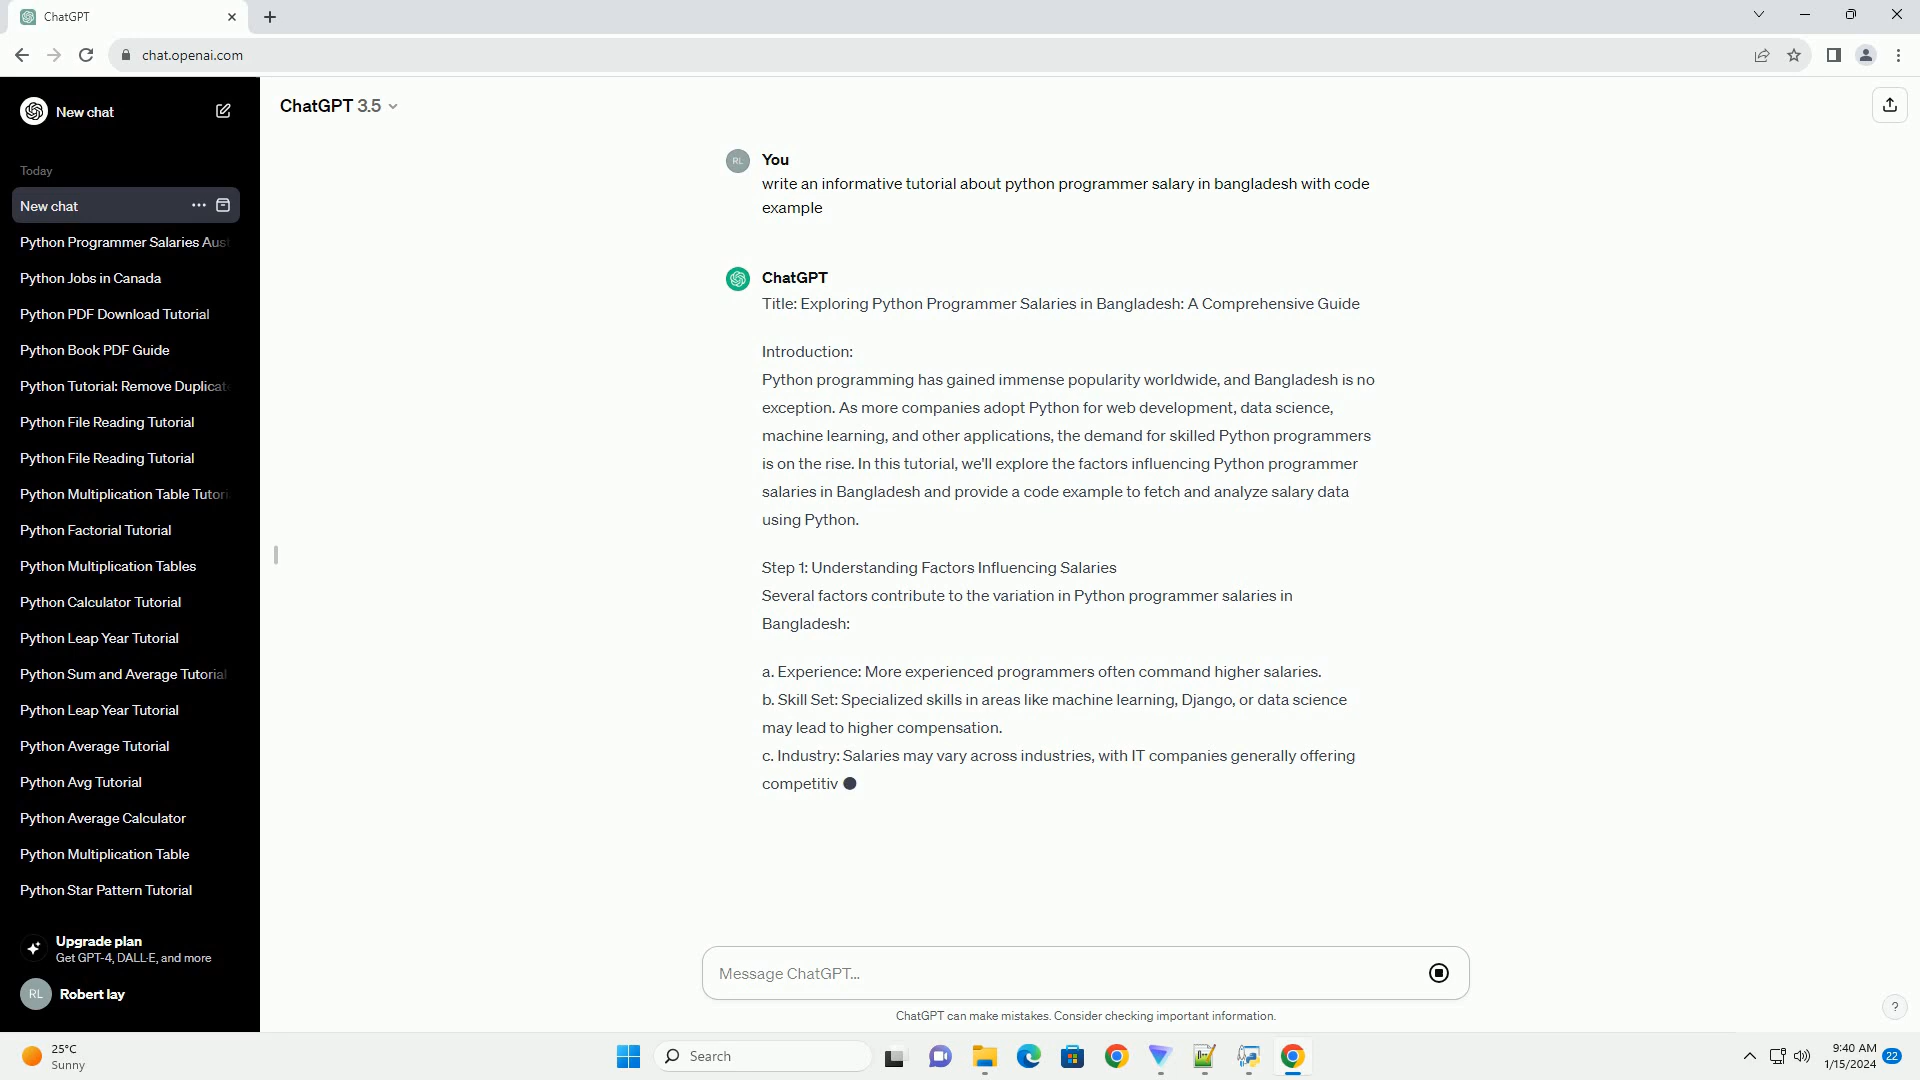 ChatGPT
chat.openai.com
New chat
Today
New chat
Python Programmer Salaries Aus
Python Jobs in Canada
Python PDF Download Tutorial
Python Book PDF Guide
Python Tutorial: Remove Duplicat
Python File Reading Tutorial
Python File Reading Tutorial
Python Multiplication Table Tutori
Python Factorial Tutorial
Python Multiplication Tables
Python Calculator Tutorial
Python Leap Year Tutorial
Python Sum and Average Tutorial
Python Leap Year Tutorial
Python Average Tutorial
Python Avg Tutorial
Python Average Calculator
Python Multiplication Table
Python Star Pattern Tutorial
Upgrade plan
Get GPT-4, DALL·E, and more
RL
Robert lay
ChatGPT 3.5
RL
You
write an informative tutorial about python programmer salary in bangladesh with code
example
ChatGPT
Title: Exploring Python Programmer Salaries in Bangladesh: A Comprehensive Guide
Introduction:
Python programming has gained immense popularity worldwide, and Bangladesh is no
exception. As more companies adopt Python for web development, data science,
machine learning, and other applications, the demand for skilled Python programmers
is on the rise. In this tutorial, we'll explore the factors influencing Python programmer
salaries in Bangladesh and provide a code example to fetch and analyze salary data
using Python.
Step 1: Understanding Factors Influencing Salaries
Several factors contribute to the variation in Python programmer salaries in
Bangladesh:
a. Experience: More experienced programmers often command higher salaries.
b. Skill Set: Specialized skills in areas like machine learning, Django, or data science
may lead to higher compensation.
c. Industry: Salaries may vary across industries, with IT companies generally offering
competitiv
Message ChatGPT...
ChatGPT can make mistakes. Consider checking important information.
?
25°C
Sunny
Search
9:40 AM
1/15/2024
22